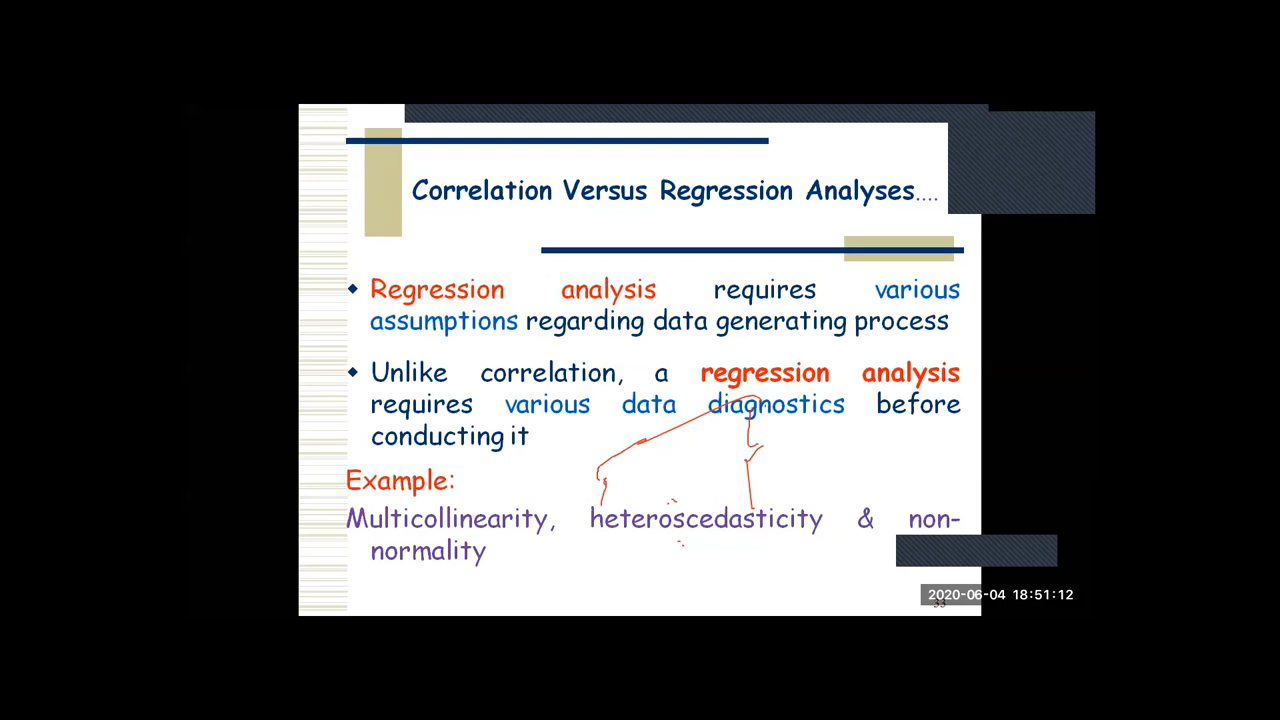 Correlation Versus Regression Analyses....
Regression analysis requires various
assumptions regarding data generating process
Unlike correlation, a regression analysis
requires various data diagnostics before
conducting it
Example:
Multicollinearity, heteroscedasticity & non-
normality
2020-06-04 18:51:12